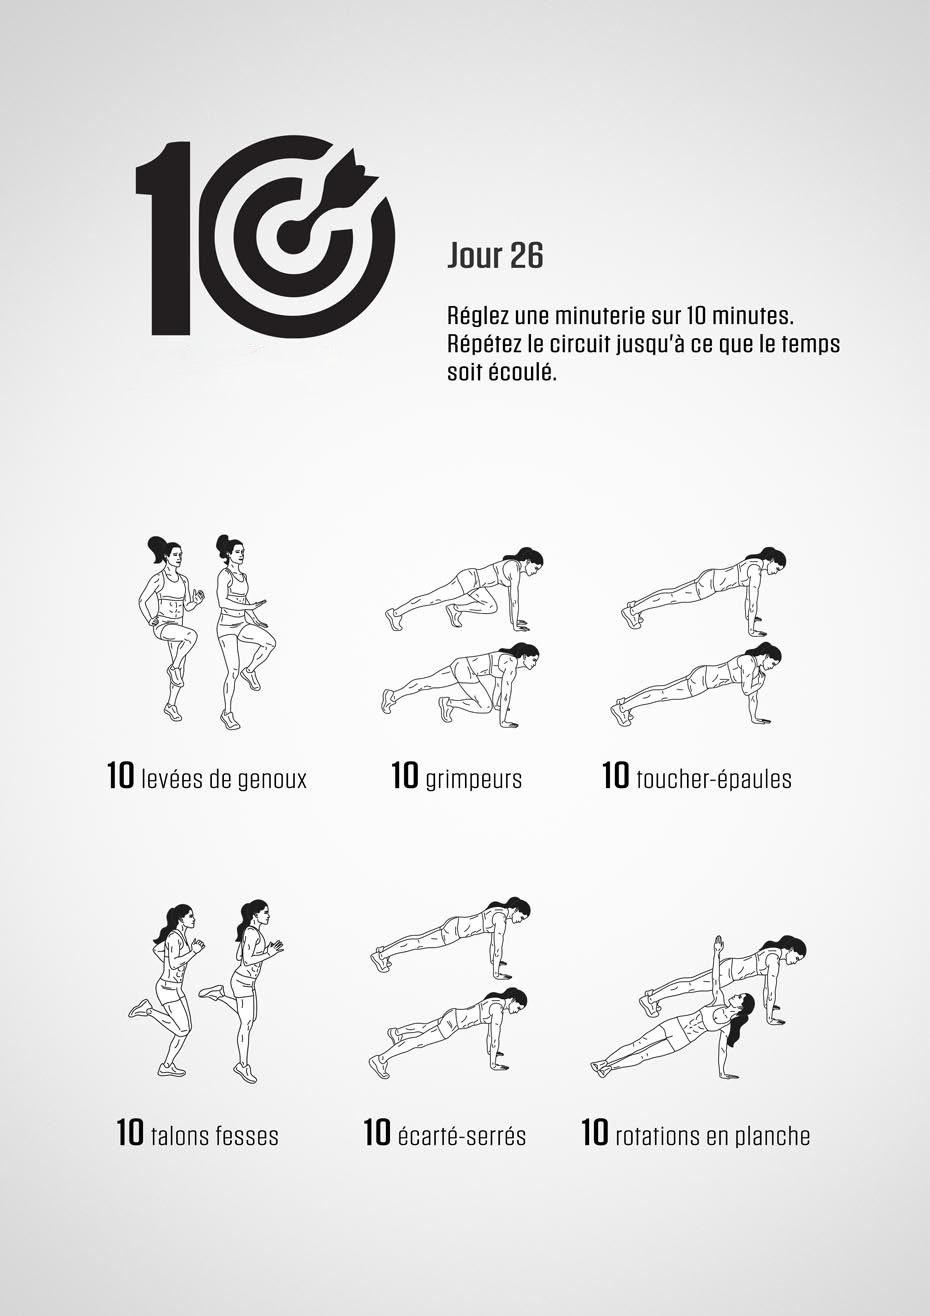 10
Jour 26
Réglez une minuterie sur 10 minutes.
Répétez le circuit jusqu'à ce que le temps
soit écoulé.
10 levées de genoux
10 grimpeurs
10 toucher-épaules
10 talons fesses
10 écarté-serrés
10 rotations en planche